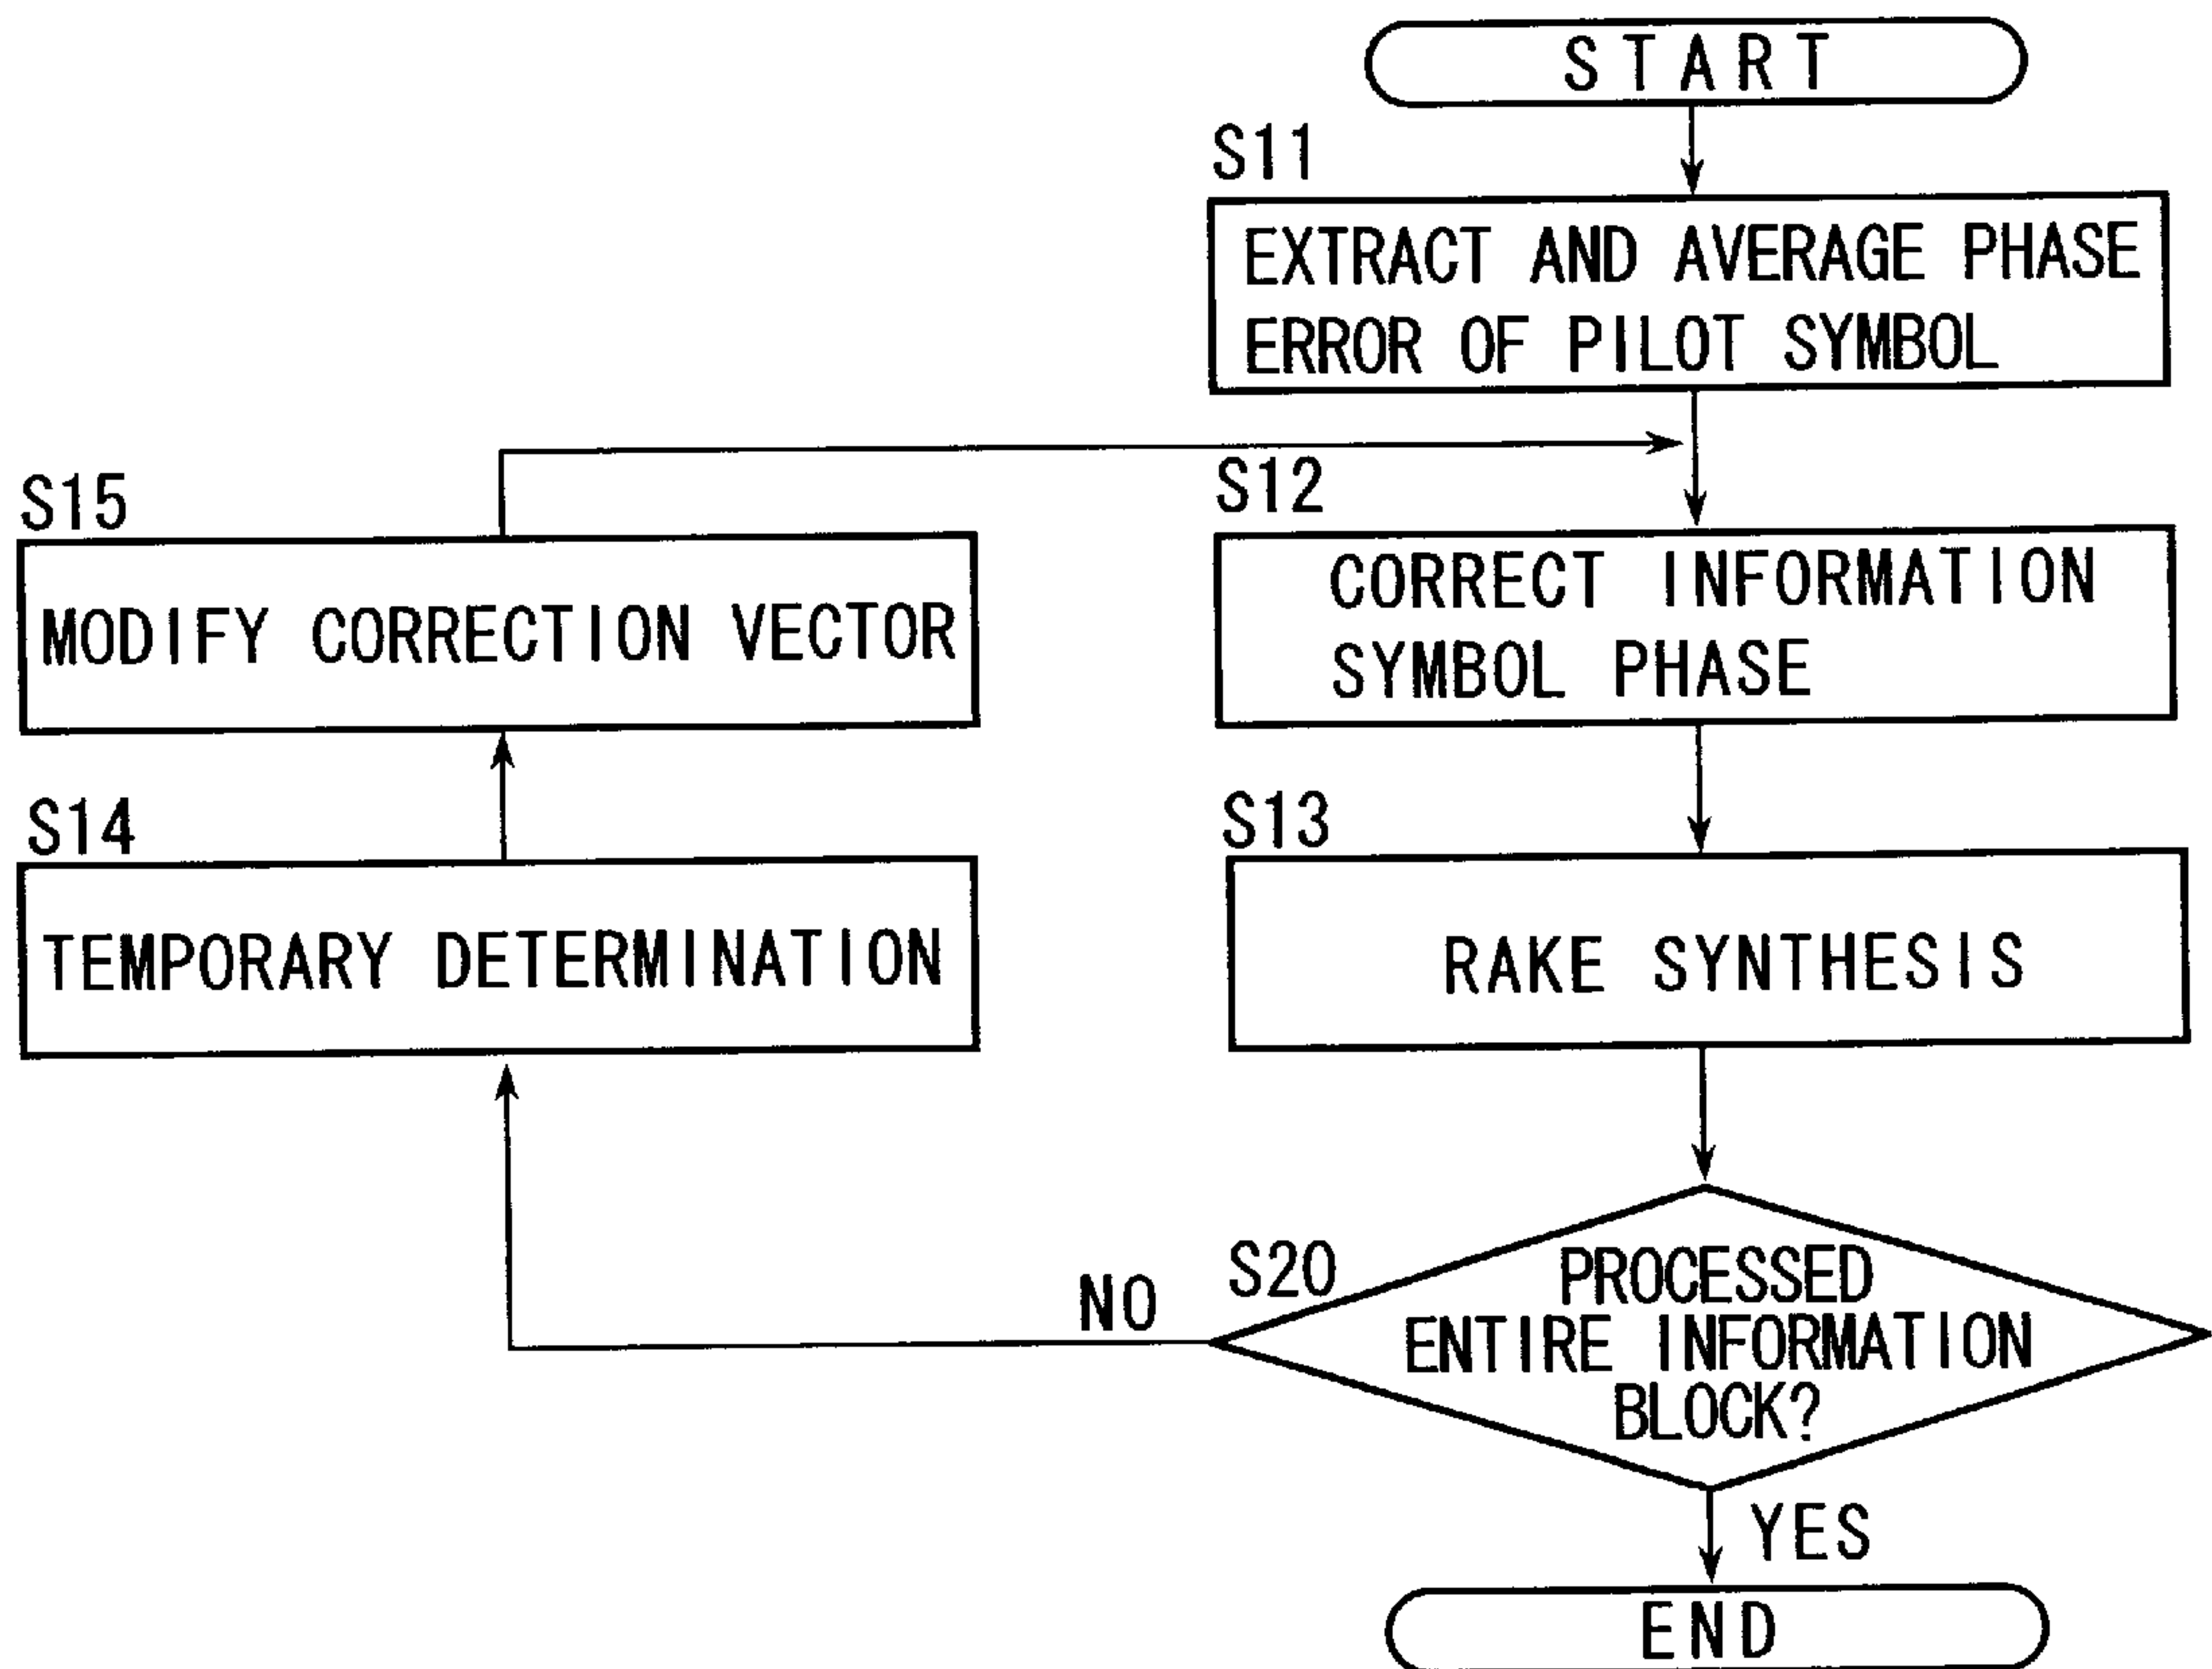 START
S11
EXTRACT AND AVERAGE PHASE
ERROR OF PILOT SYMBOL
S12
CORRECT INFORMATION
SYMBOL PHASE
S13
RAKE SYNTHESIS
S20
PROCESSED
ENTIRE INFORMATION
BLOCK?
NO
S14
TEMPORARY DETERMINATION
S15
MODIFY CORRECTION VECTOR
YES
END